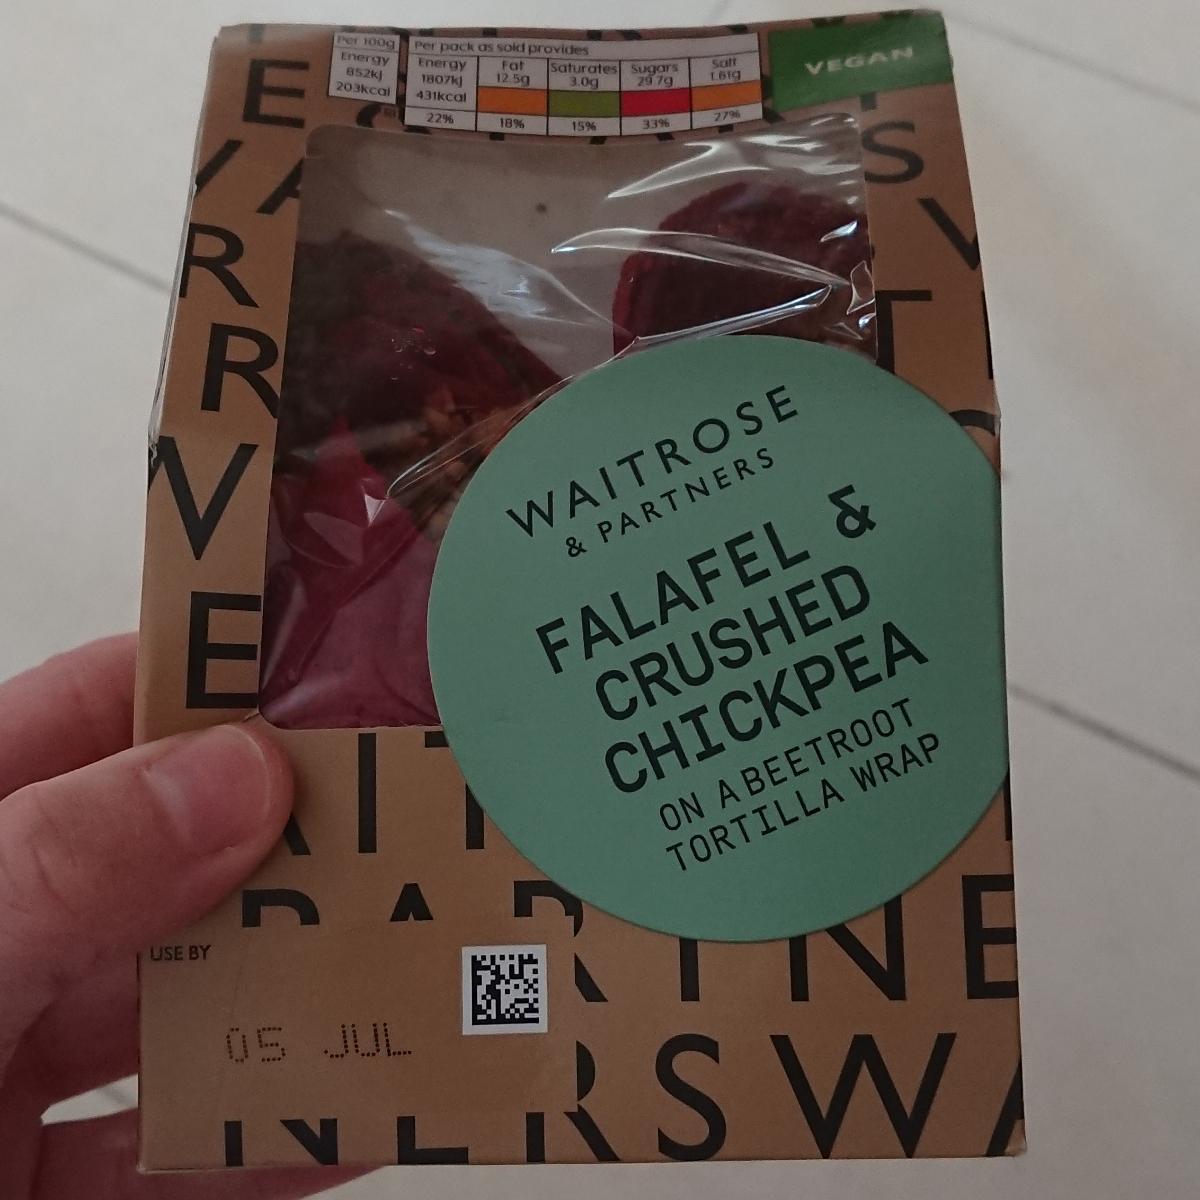 Per 100g
Energy
852kJ
203kcal
Per pack as sold provides
Energy Fat Saturates Sugars Salt
1807kJ 12.5g 3.0g 29.7g 1.61g
431kcal
22% 18% 15% 33% 27%
VEGAN
WAITROSE
& PARTNERS
FALAFEL &
CRUSHED
CHICKPEA
ON A BEETROOT
TORTILLA WRAP
USE BY
05 JUL